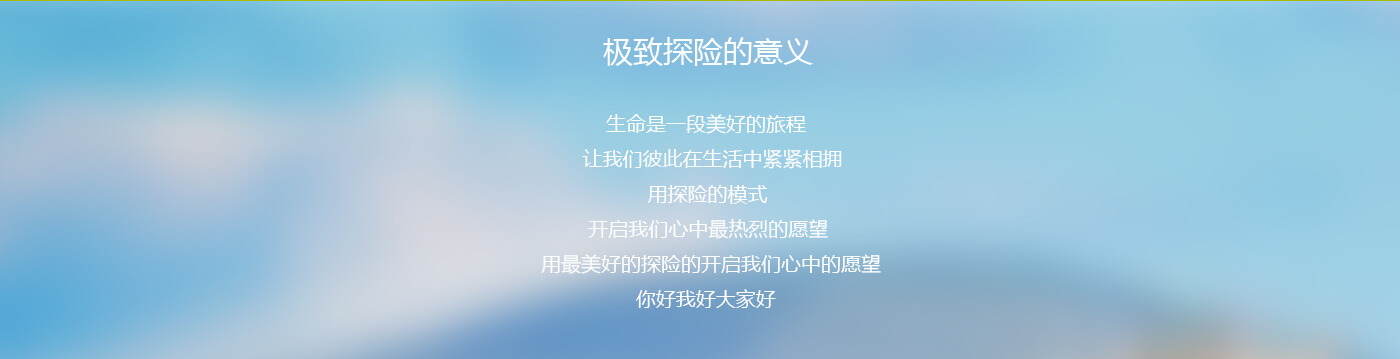 极致探险的意义
生命是一段美好的旅程
让我们彼此在生活中紧紧相拥
用探险的模式
开启我们心中最热烈的愿望
用最美好的探险的开启我们心中的愿望
你好我好大家好